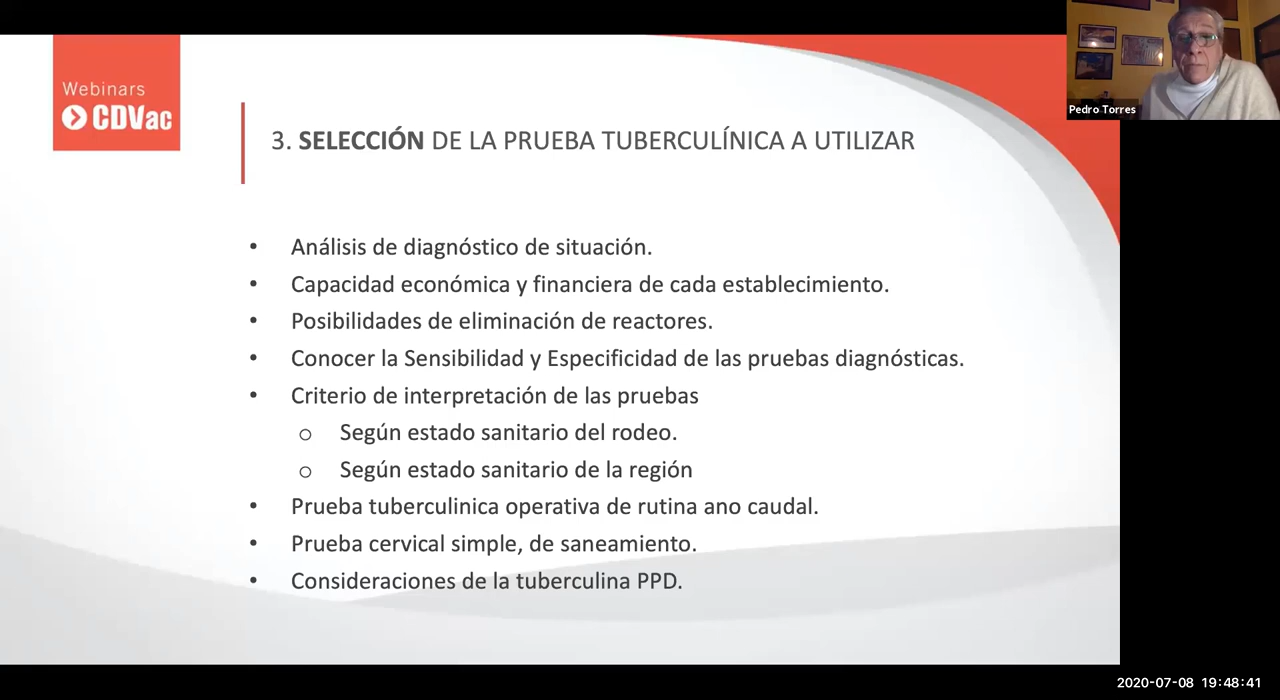 Webinars
CDVac
3. SELECCIÓN DE LA PRUEBA TUBERCULÍNICA A UTILIZAR
• Análisis de diagnóstico de situación.
• Capacidad económica y financiera de cada establecimiento.
• Posibilidades de eliminación de reactores.
• Conocer la Sensibilidad y Especificidad de las pruebas diagnósticas.
• Criterio de interpretación de las pruebas
o Según estado sanitario del rodeo.
o Según estado sanitario de la región
• Prueba tuberculinica operativa de rutina ano caudal.
• Prueba cervical simple, de saneamiento.
• Consideraciones de la tuberculina PPD.
Pedro Torres
2020-07-08 19:48:41